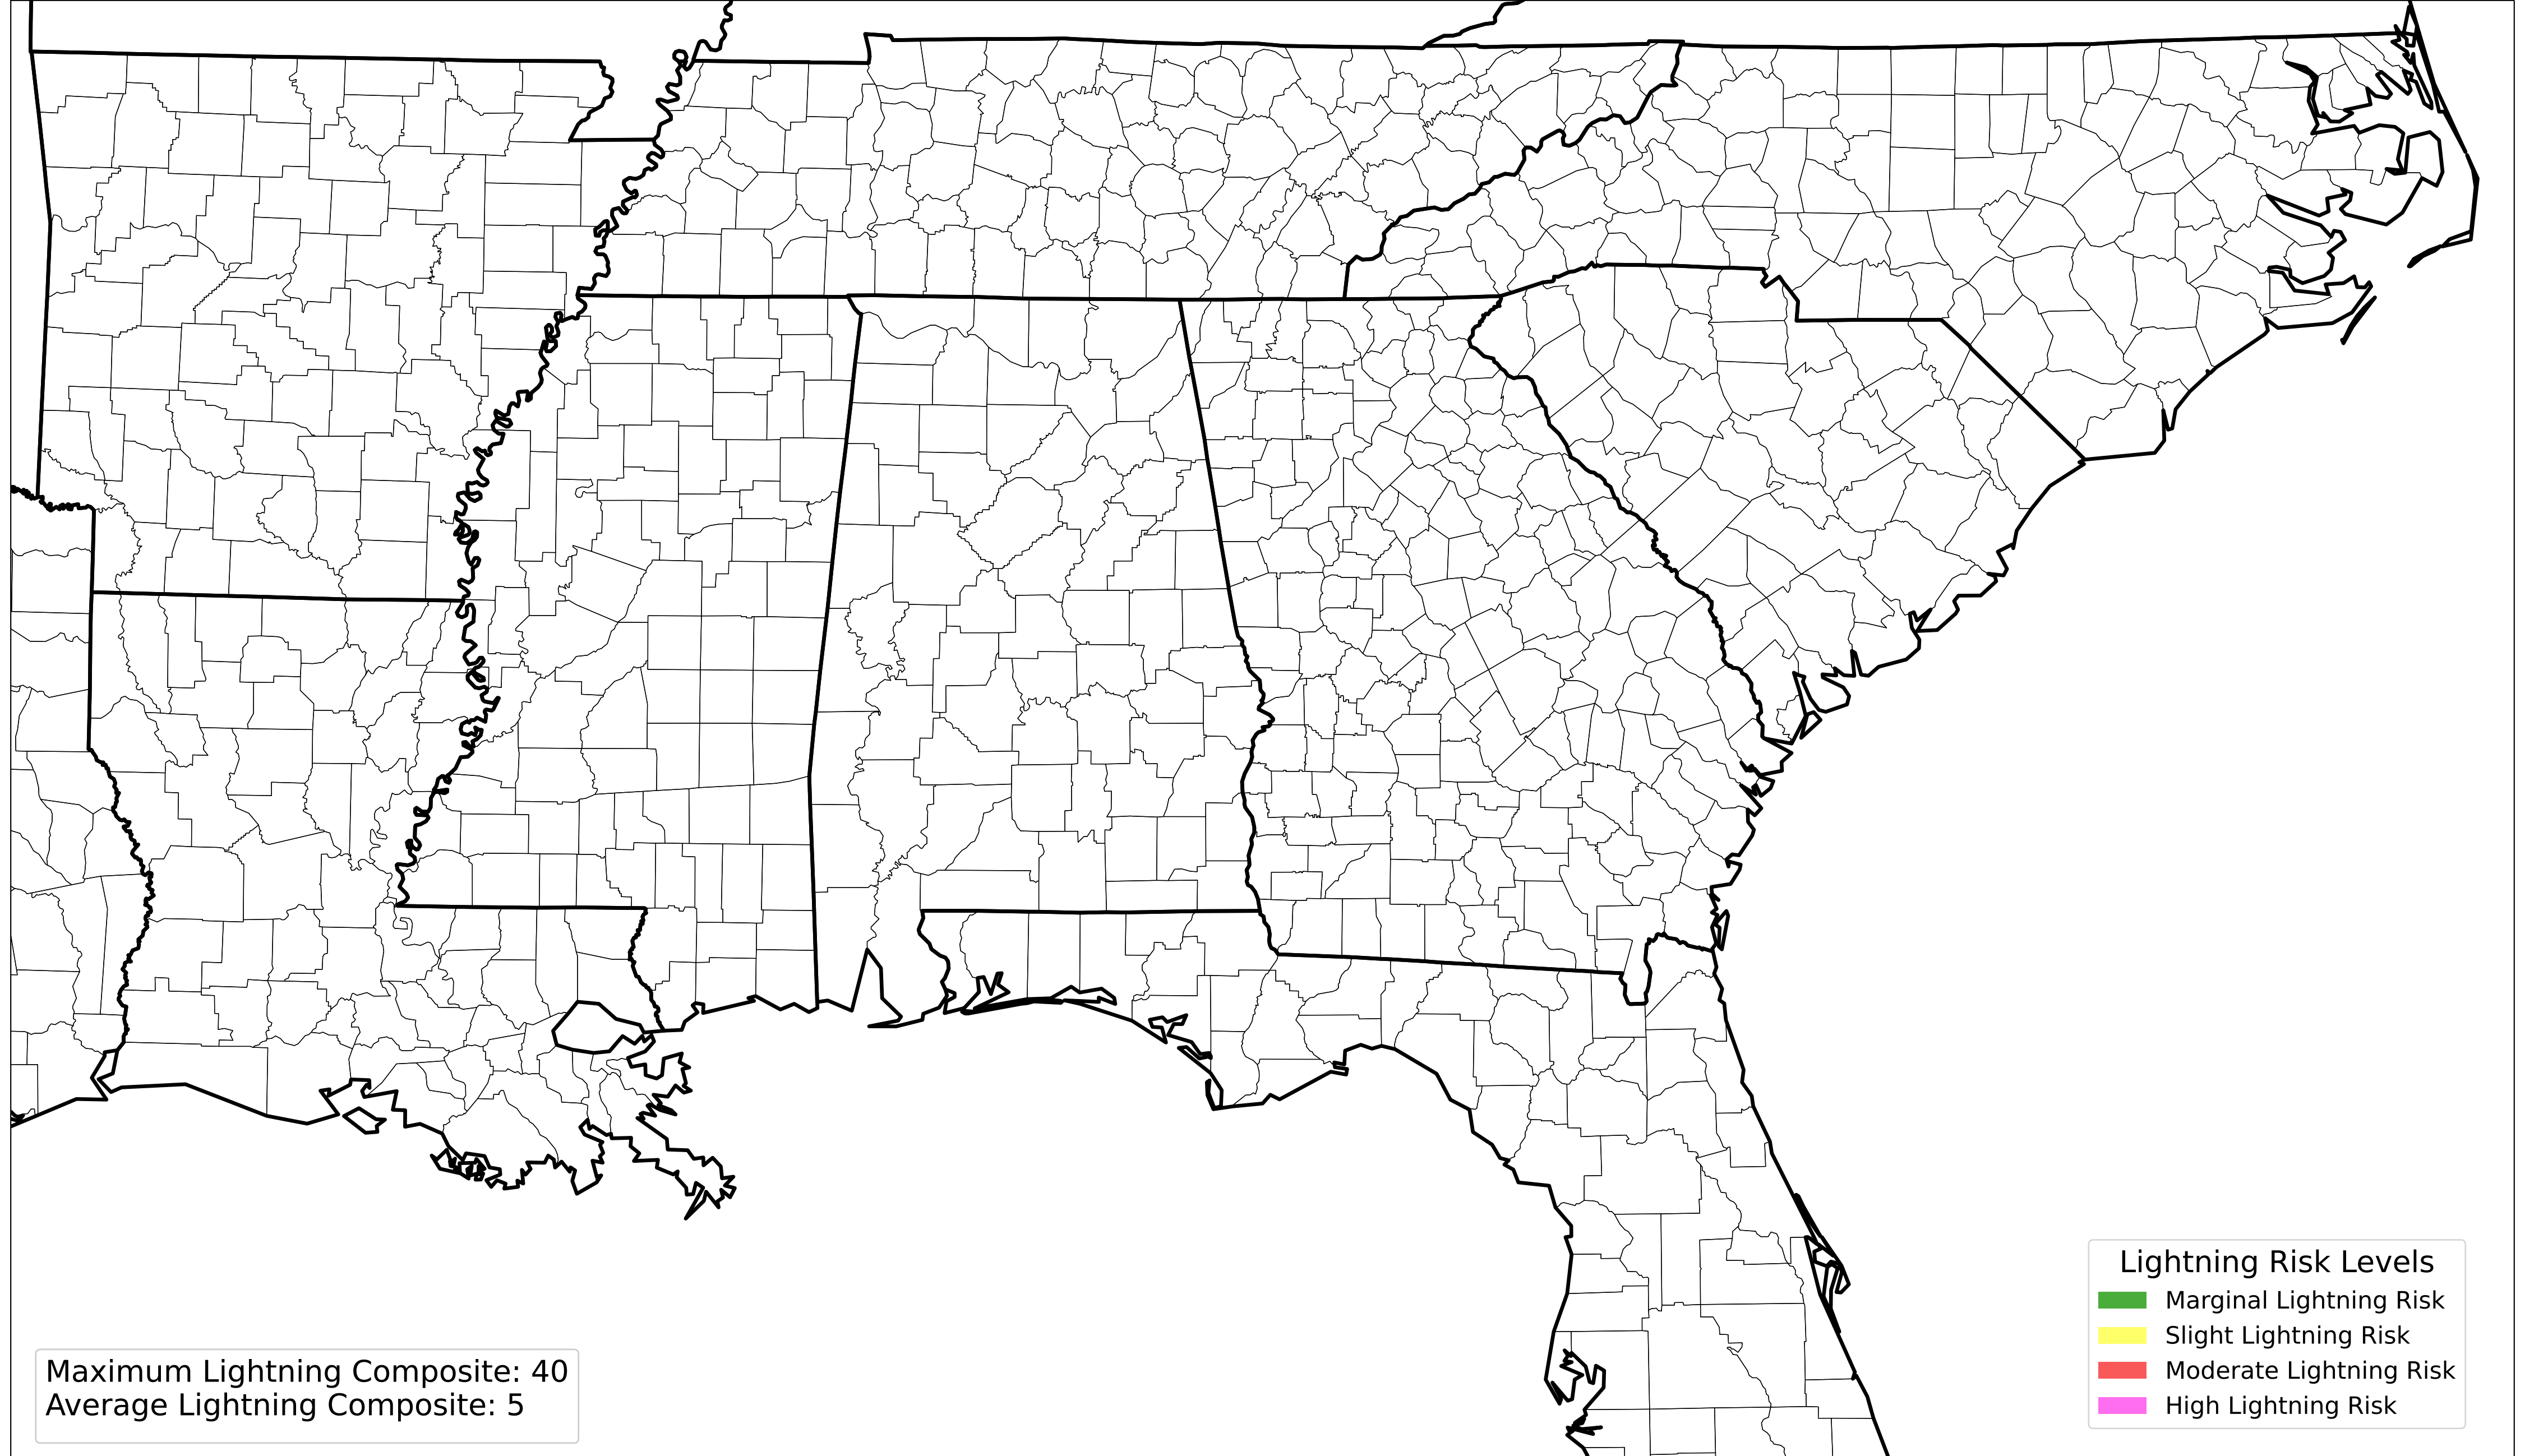 Lightning Risk Levels
Marginal Lightning Risk
Slight Lightning Risk
Moderate Lightning Risk
High Lightning Risk
Maximum Lightning Composite: 40
Average Lightning Composite: 5